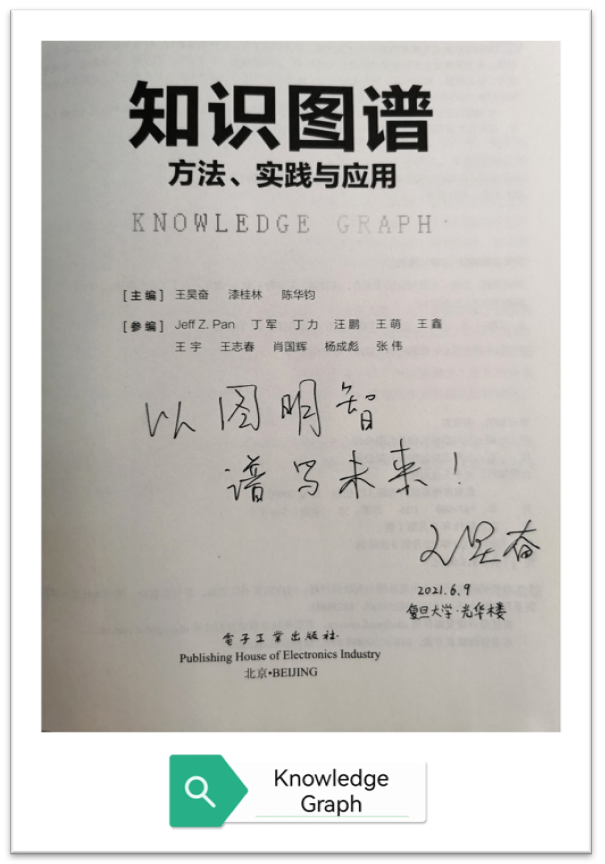 知识图谱
方法、实践与应用
KNOWLEDGE GRAPH
[主编] 王昊奋 漆桂林 陈华钧
[参编] Jeff Z. Pan 丁军 丁力 汪鹏 王萌 王鑫
王宇 王志春 肖国辉 杨成彪 张伟
以图明智
谱写未来!
王昊奋
2021.6.9
复旦大学·光华楼
电子工业出版社
Publishing House of Electronics Industry
北京•BEIJING
Knowledge
Graph